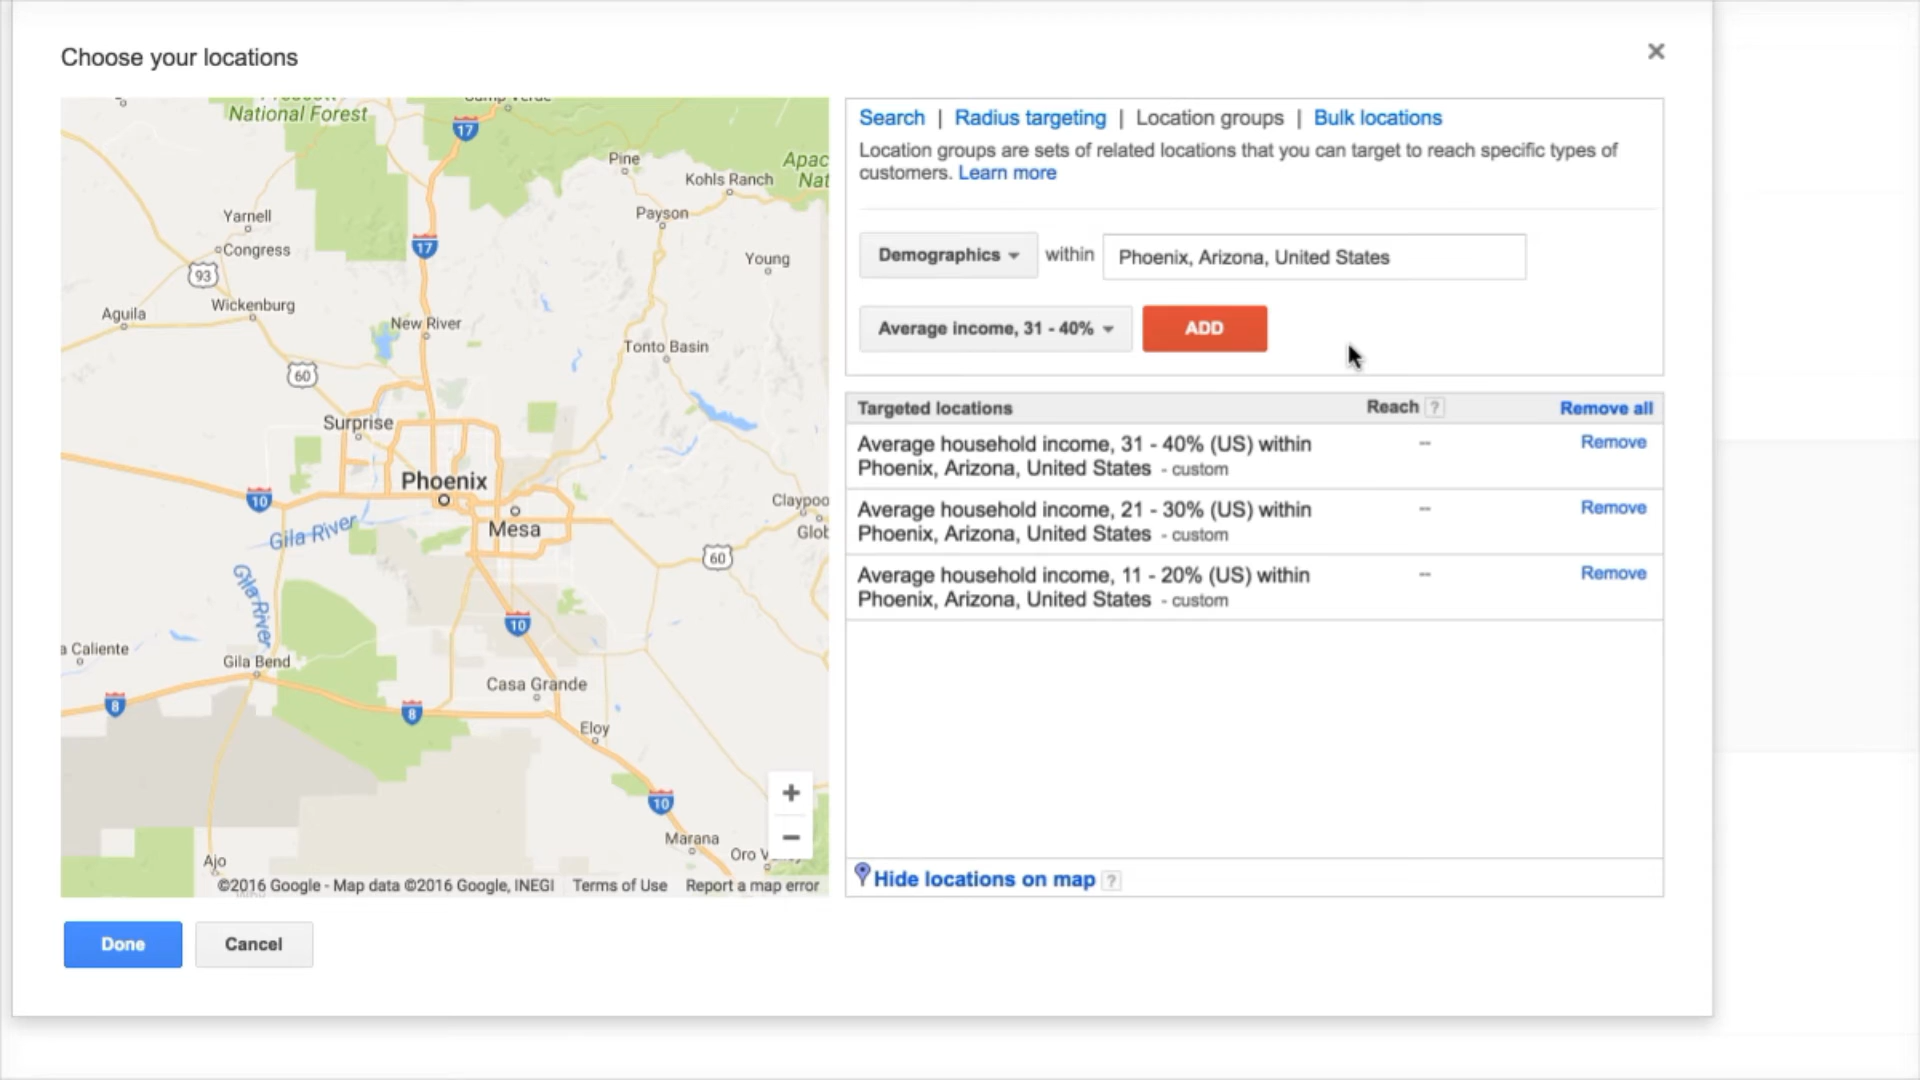 Choose your locations
Search | Radius targeting | Location groups | Bulk locations
Location groups are sets of related locations that you can target to reach specific types of
customers. Learn more
Demographics within Phoenix, Arizona, United States
Average income, 31 - 40% ADD
Targeted locations Reach ? Remove all
Average household income, 31 - 40% (US) within -- Remove
Phoenix, Arizona, United States - custom
Average household income, 21 - 30% (US) within -- Remove
Phoenix, Arizona, United States - custom
Average household income, 11 - 20% (US) within -- Remove
Phoenix, Arizona, United States - custom
Hide locations on map ?
National Forest
17
Pine
Apac
Nat
Kohls Ranch
Yarnell
Payson
Congress
17
Young
93
Wickenburg
Aguila
New River
Tonto Basin
60
Surprise
Phoenix
10
Claypoo
Mesa
Glob
Gila River
60
Gila River
10
a Caliente
Gila Bend
Casa Grande
8
8
Eloy
10
+
−
Marana
Oro V
Ajo
©2016 Google - Map data ©2016 Google, INEGI Terms of Use Report a map error
Done Cancel